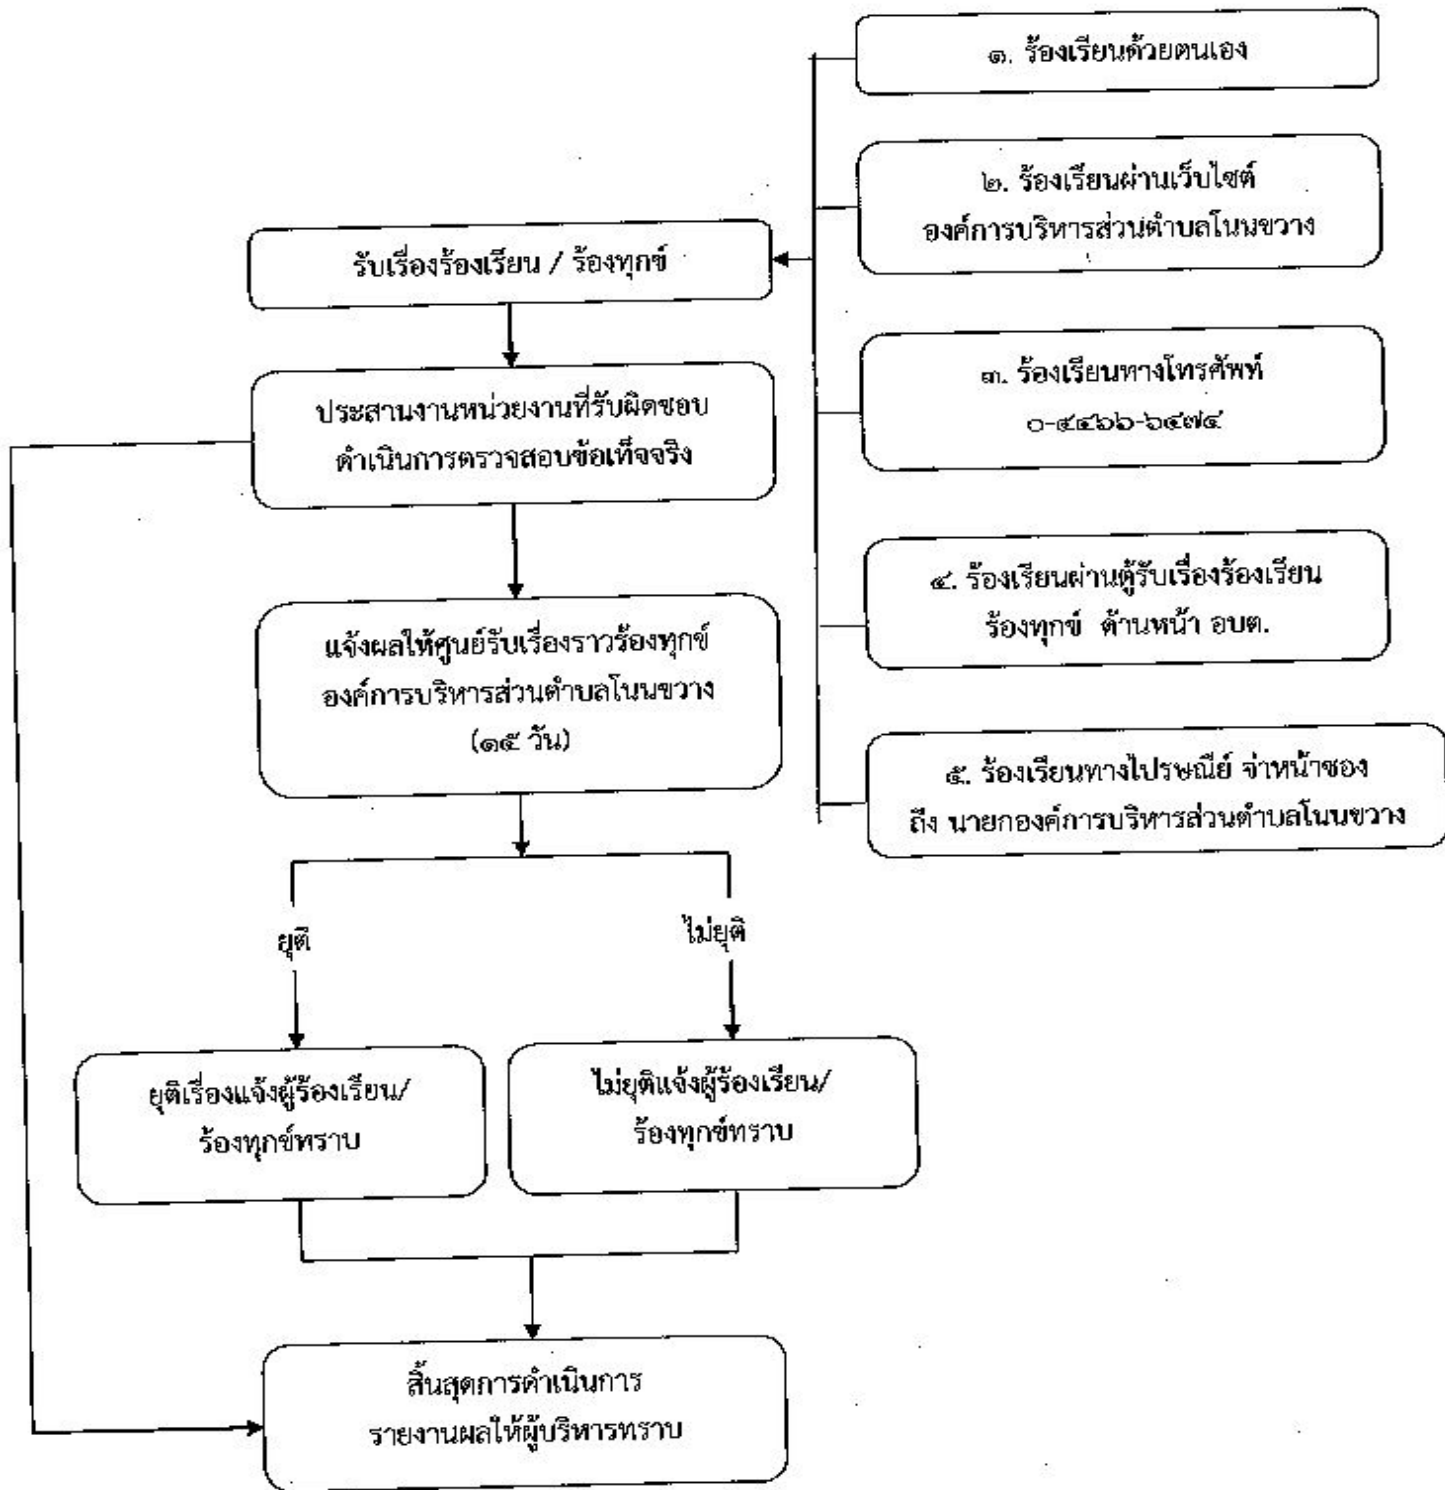 ๑. ร้องเรียนด้วยตนเอง
๒. ร้องเรียนผ่านเว็บไซต์
องค์การบริหารส่วนตำบลโนนขวาง
รับเรื่องร้องเรียน / ร้องทุกข์
๓. ร้องเรียนทางโทรศัพท์
๐-๔๔๖๖-๖๔๗๔
ประสานงานหน่วยงานที่รับผิดชอบ
ดำเนินการตรวจสอบข้อเท็จจริง
๔. ร้องเรียนผ่านตู้รับเรื่องร้องเรียน
ร้องทุกข์ ด้านหน้า อบต.
แจ้งผลให้ศูนย์รับเรื่องราวร้องทุกข์
องค์การบริหารส่วนตำบลโนนขวาง
(๑๕ วัน)
๕. ร้องเรียนทางไปรษณีย์ จ่าหน้าซอง
ถึง นายกองค์การบริหารส่วนตำบลโนนขวาง
ยุติ
ไม่ยุติ
ยุติเรื่องแจ้งผู้ร้องเรียน/
ร้องทุกข์ทราบ
ไม่ยุติแจ้งผู้ร้องเรียน/
ร้องทุกข์ทราบ
สิ้นสุดการดำเนินการ
รายงานผลให้ผู้บริหารทราบ